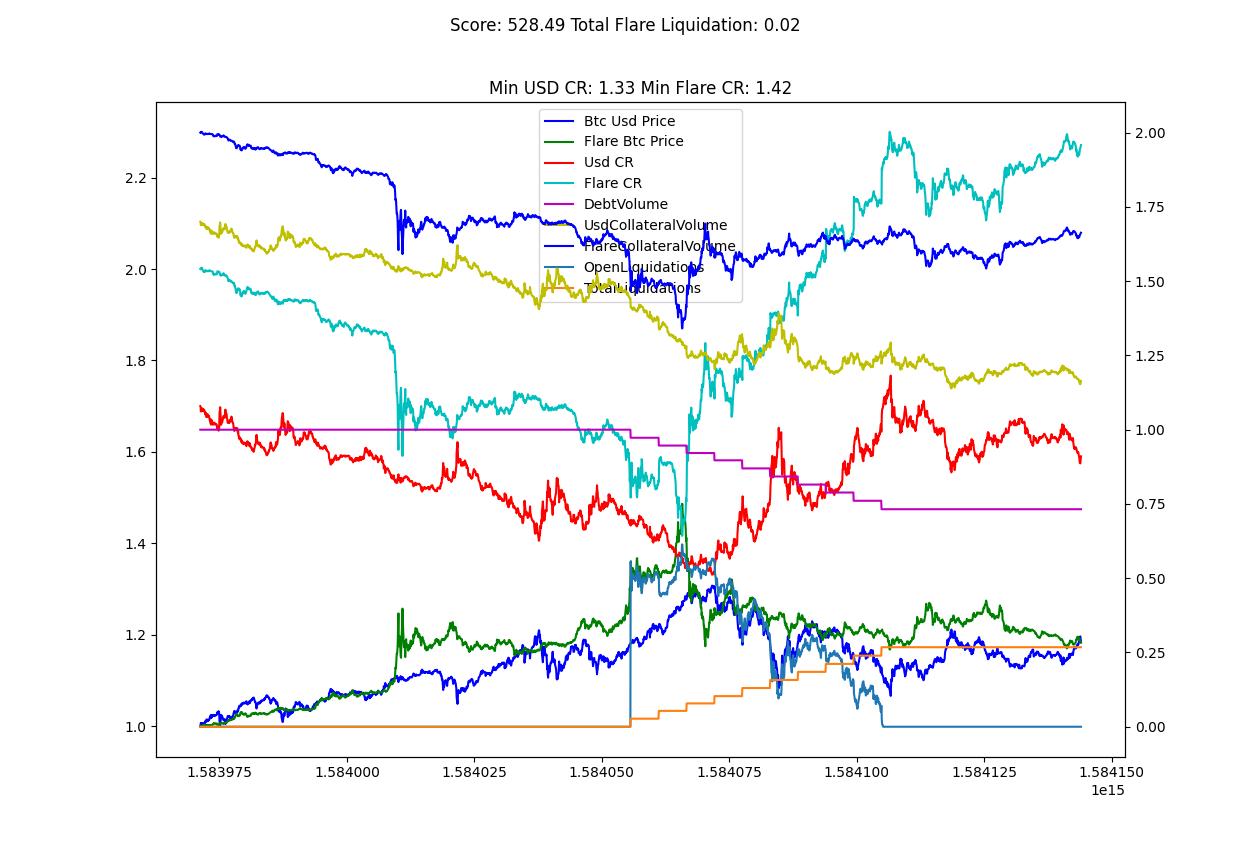 Score: 528.49 Total Flare Liquidation: 0.02
Min USD CR: 1.33 Min Flare CR: 1.42
Btc Usd Price
Flare Btc Price
Usd CR
Flare CR
DebtVolume
UsdCollateralVolume
FlareCollateralVolume
OpenLiquidations
TotalLiquidations
2.2
2.0
1.8
1.6
1.4
1.2
1.0
2.00
1.75
1.50
1.25
1.00
0.75
0.50
0.25
0.00
1.583975 1.584000 1.584025 1.584050 1.584075 1.584100 1.584125 1.584150
1e15